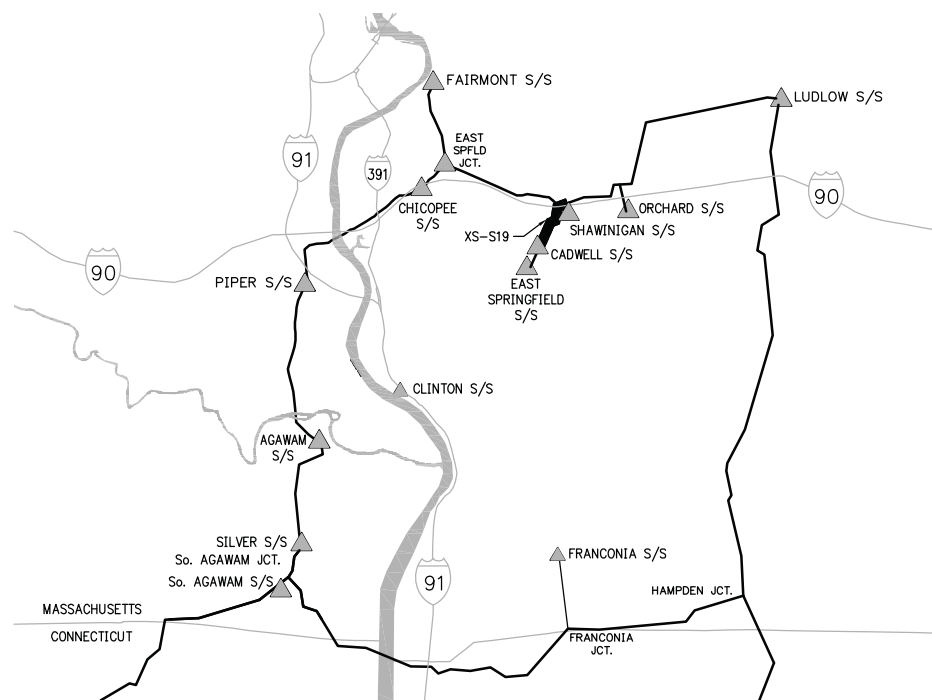 FAIRMONT S/S
LUDLOW S/S
EAST
SPFLD
JCT.
91
391
90
CHICOPEE
S/S
ORCHARD S/S
XS-S19
SHAWINIGAN S/S
CADWELL S/S
90
PIPER S/S
EAST
SPRINGFIELD
S/S
CLINTON S/S
AGAWAM
S/S
SILVER S/S
So. AGAWAM JCT.
So. AGAWAM S/S
FRANCONIA S/S
91
HAMPDEN JCT.
MASSACHUSETTS
CONNECTICUT
FRANCONIA
JCT.